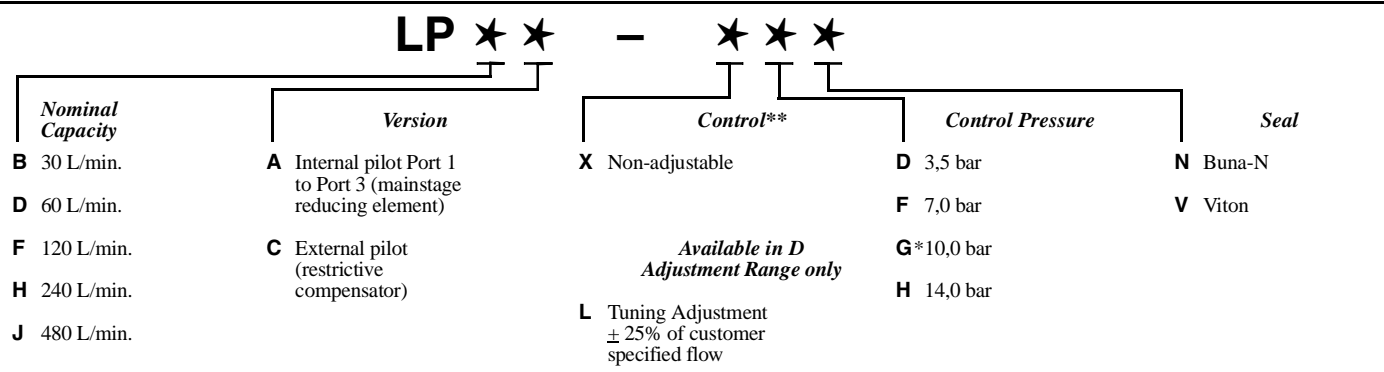 LP ✶ ✶ – ✶ ✶ ✶
Nominal
Capacity
B 30 L/min.
D 60 L/min.
F 120 L/min.
H 240 L/min.
J 480 L/min.
Version
A Internal pilot Port 1
to Port 3 (mainstage
reducing element)
C External pilot
(restrictive
compensator)
Control**
X Non-adjustable
Available in D
Adjustment Range only
L Tuning Adjustment
± 25% of customer
specified flow
Control Pressure
D 3,5 bar
F 7,0 bar
G*10,0 bar
H 14,0 bar
Seal
N Buna-N
V Viton